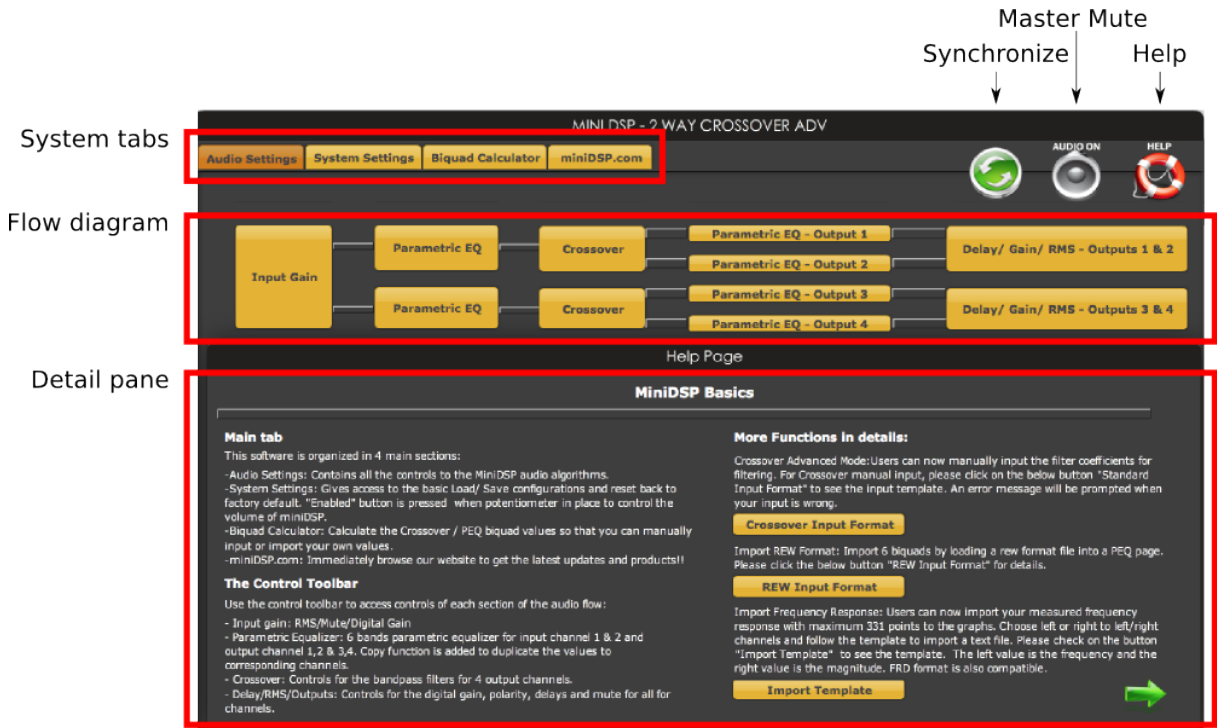 Master Mute
Synchronize
Help
System tabs
MINI DSP - 2 WAY CROSSOVER ADV
Audio Settings
System Settings
Biquad Calculator
miniDSP.com
AUDIO ON
HELP
Flow diagram
Input Gain
Parametric EQ
Parametric EQ
Crossover
Crossover
Parametric EQ - Output 1
Parametric EQ - Output 2
Parametric EQ - Output 3
Parametric EQ - Output 4
Delay/ Gain/ RMS - Outputs 1 & 2
Delay/ Gain/ RMS - Outputs 3 & 4
Help Page
Detail pane
MiniDSP Basics
Main tab
This software is organized in 4 main sections:
-Audio Settings: Contains all the controls to the MiniDSP audio algorithms.
-System Settings: Gives access to the basic Load/ Save configurations and reset back to
factory default. "Enabled" button is pressed when potentiometer in place to control the
volume of miniDSP.
-Biquad Calculator: Calculate the Crossover / PEQ biquad values so that you can manually
input or import your own values.
-miniDSP.com: Immediately browse our website to get the latest updates and products!!
The Control Toolbar
Use the control toolbar to access controls of each section of the audio flow:
- Input gain: RMS/Mute/Digital Gain
- Parametric Equalizer: 6 bands parametric equalizer for input channel 1 & 2 and
output channel 1,2 & 3,4. Copy function is added to duplicate the values to
corresponding channels.
- Crossover: Controls for the bandpass filters for 4 output channels.
- Delay/RMS/Outputs: Controls for the digital gain, polarity, delays and mute for all for
channels.
More Functions in details:
Crossover Advanced Mode:Users can now manually input the filter coefficients for
filtering. For Crossover manual input, please click on the below button "Standard
Input Format" to see the input template. An error message will be prompted when
your input is wrong.
Crossover Input Format
Import REW Format: Import 6 biquads by loading a rew format file into a PEQ page.
Please click the below button "REW Input Format" for details.
REW Input Format
Import Frequency Response: Users can now import your measured frequency
response with maximum 331 points to the graphs. Choose left or right to left/right
channels and follow the template to import a text file. Please check on the button
"Import Template" to see the template. The left value is the frequency and the
right value is the magnitude. FRD format is also compatible.
Import Template